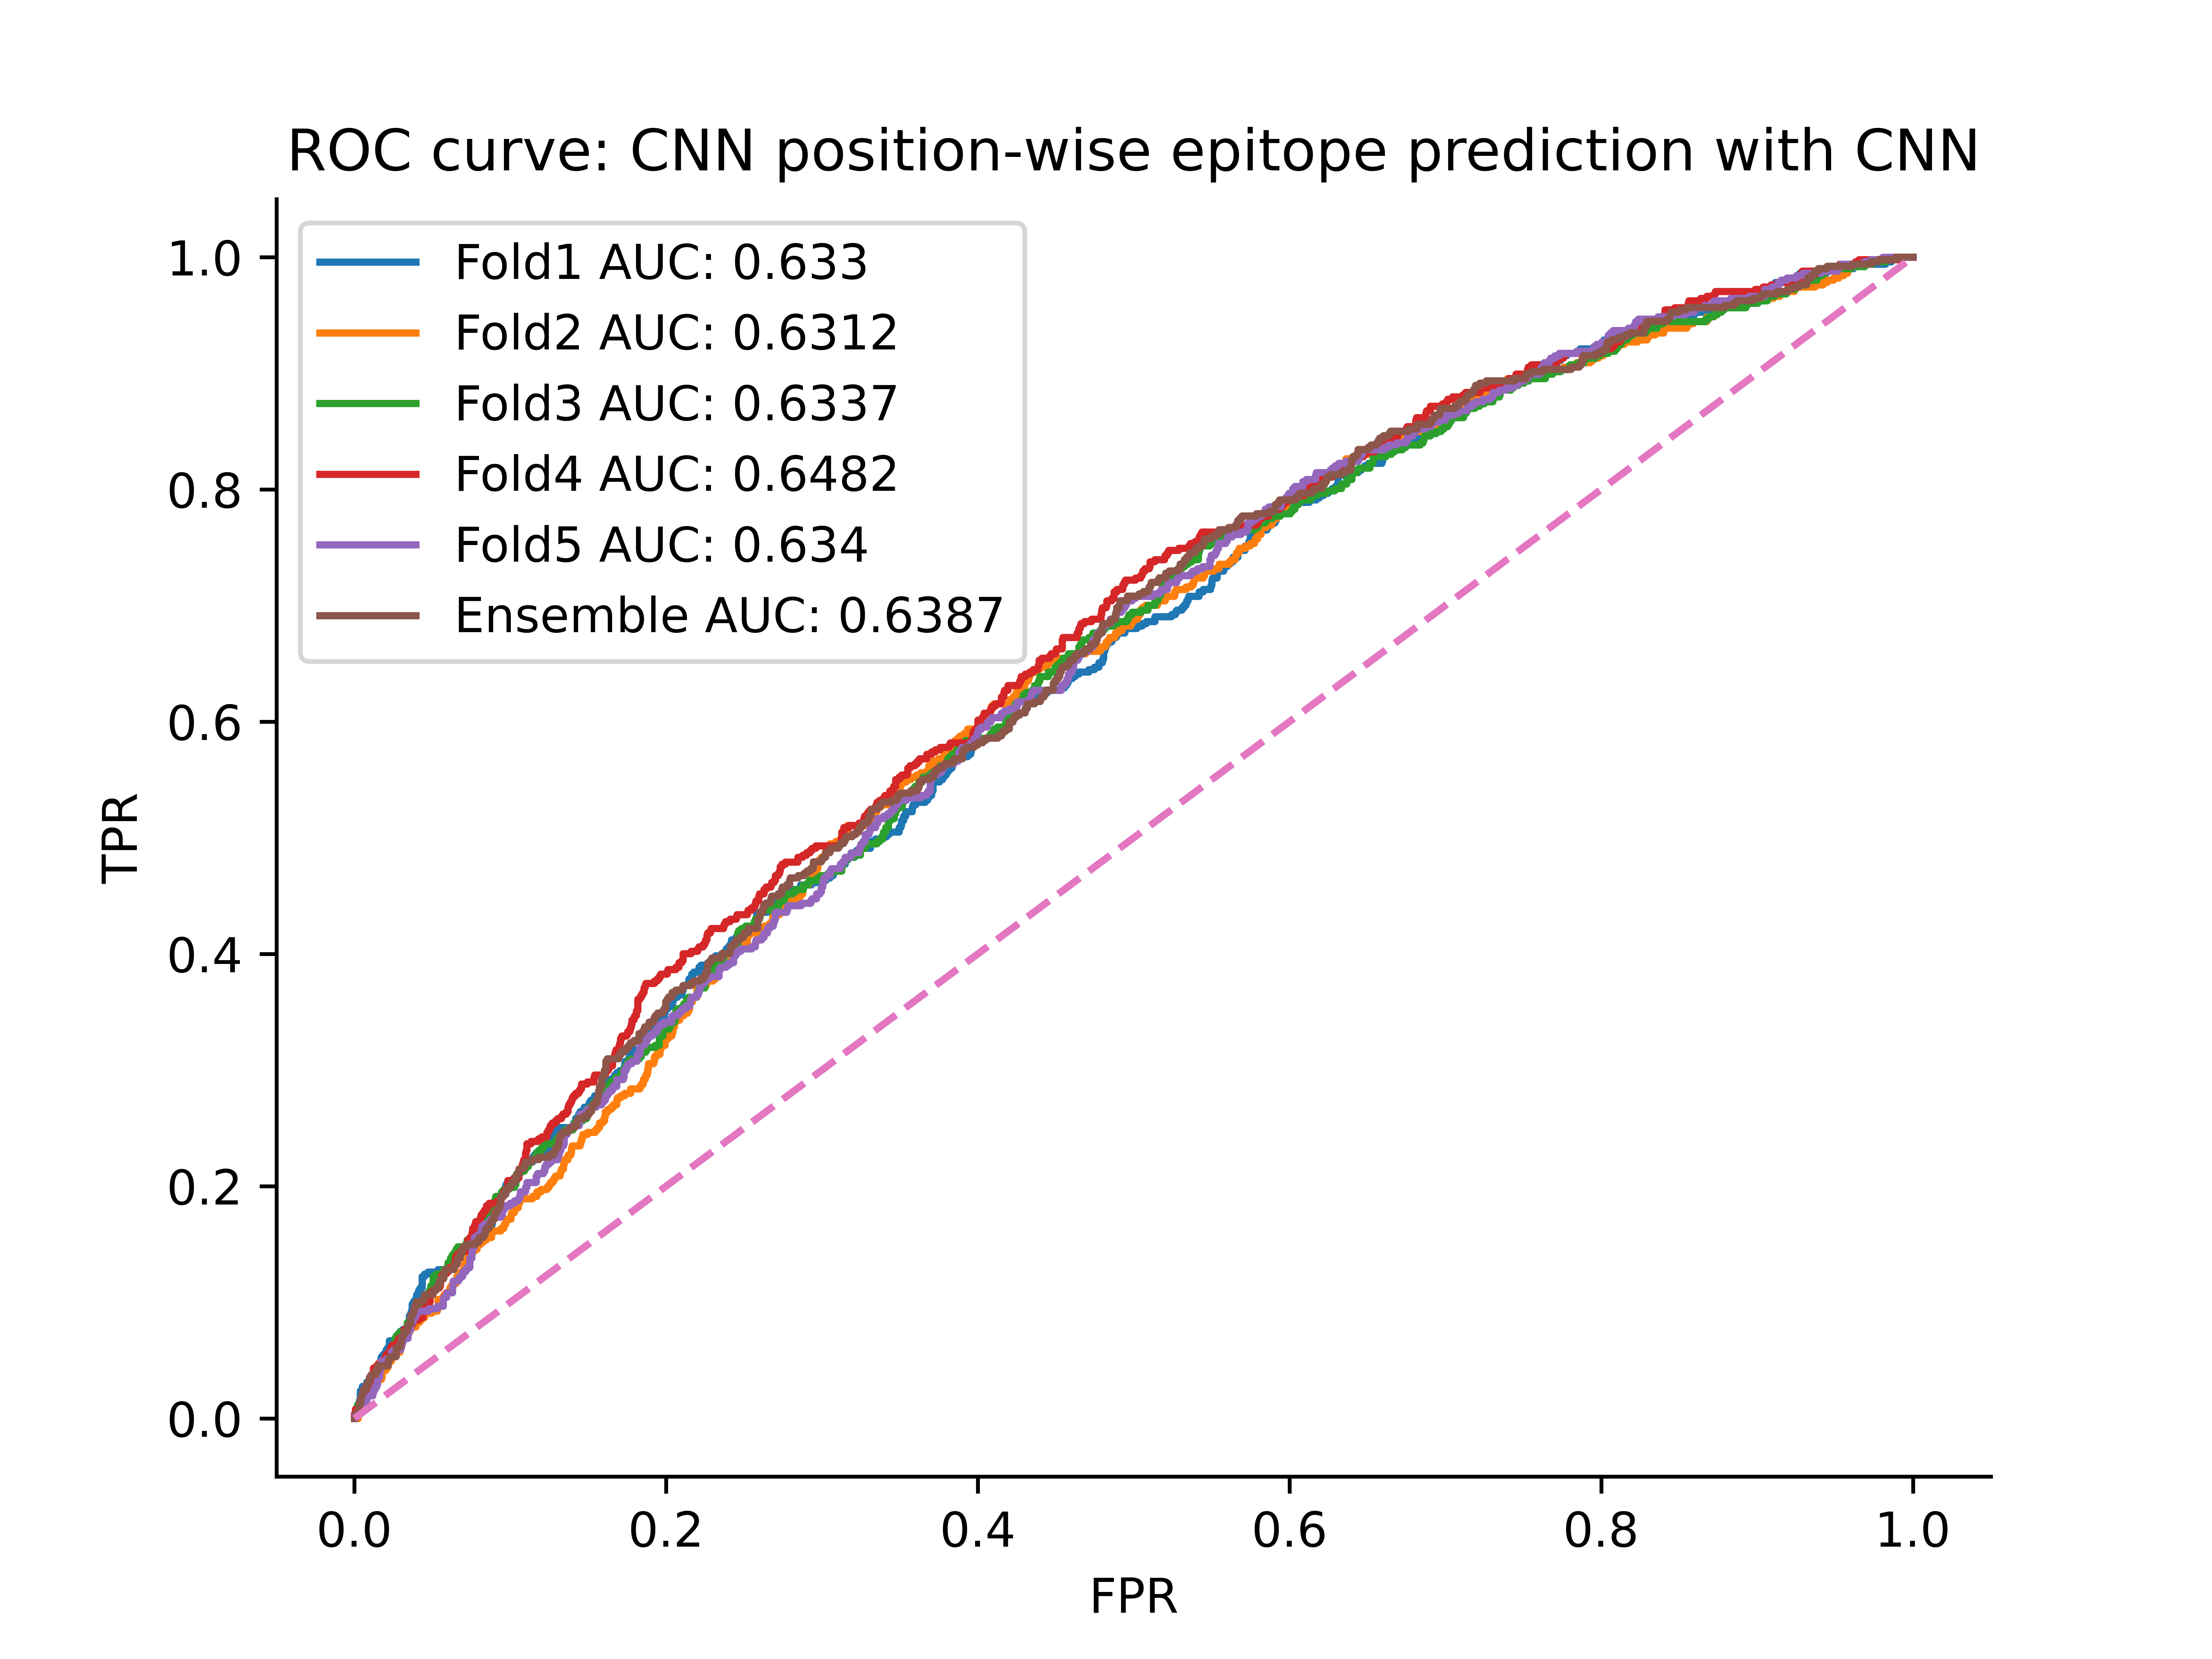 ROC curve: CNN position-wise epitope prediction with CNN
Fold1 AUC: 0.633
Fold2 AUC: 0.6312
Fold3 AUC: 0.6337
Fold4 AUC: 0.6482
Fold5 AUC: 0.634
Ensemble AUC: 0.6387
1.0
0.8
0.6
0.4
0.2
0.0
TPR
0.0 0.2 0.4 0.6 0.8 1.0
FPR